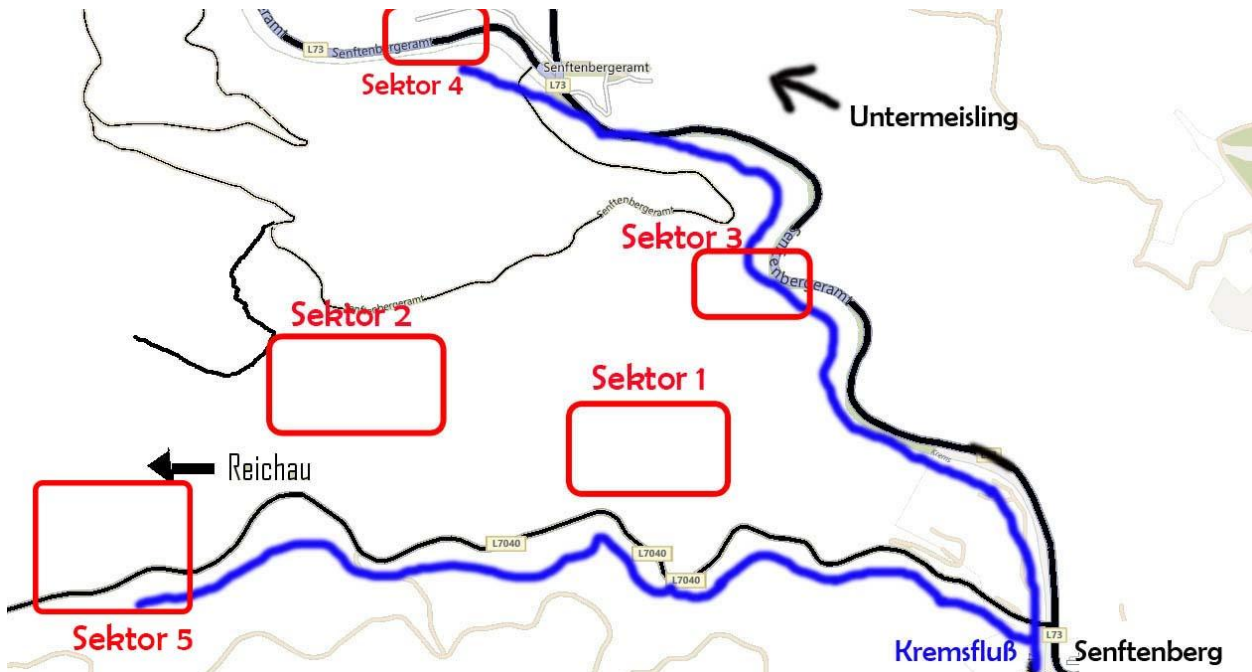 eramt
L73
Senftenbergeramt
Sektor 4
Senftenbergeramt
L73
Untermeisling
Senftenbergeramt
Sektor 3
Senftenbergeramt
Sektor 2
Sektor 1
Reichau
Krems
L7040
L7040
L7040
Sektor 5
L73
Kremsfluß
Senftenberg